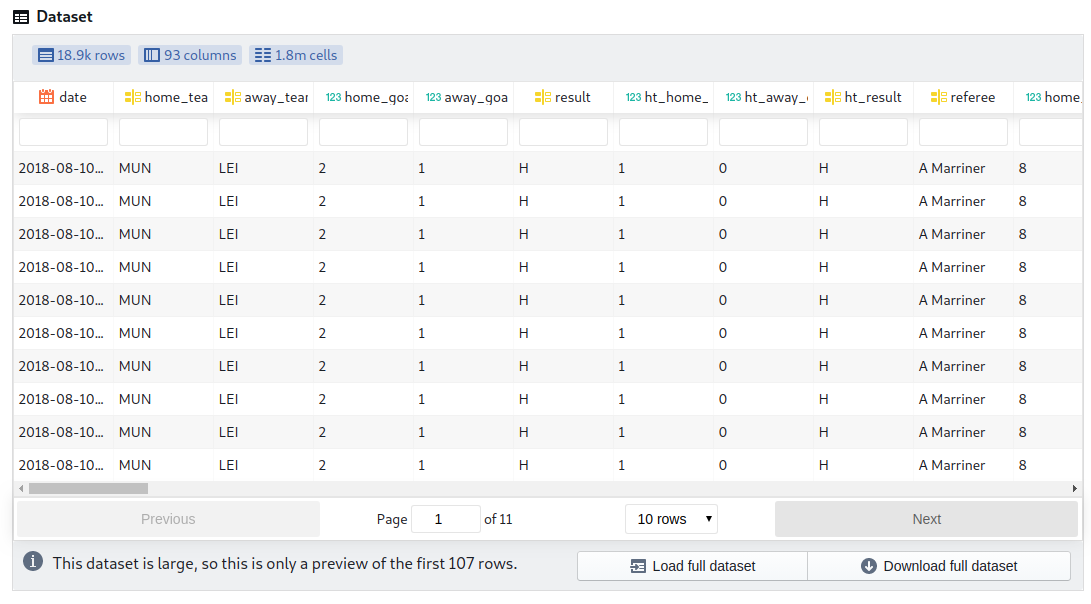 Dataset
18.9k rows 93 columns 1.8m cells
date home_tea away_tear 123 home_goa 123 away_goa result 123 ht_home_ 123 ht_away_ ht_result referee 123 home_
2018-08-10... MUN LEI 2 1 H 1 0 H A Marriner 8
2018-08-10... MUN LEI 2 1 H 1 0 H A Marriner 8
2018-08-10... MUN LEI 2 1 H 1 0 H A Marriner 8
2018-08-10... MUN LEI 2 1 H 1 0 H A Marriner 8
2018-08-10... MUN LEI 2 1 H 1 0 H A Marriner 8
2018-08-10... MUN LEI 2 1 H 1 0 H A Marriner 8
2018-08-10... MUN LEI 2 1 H 1 0 H A Marriner 8
2018-08-10... MUN LEI 2 1 H 1 0 H A Marriner 8
2018-08-10... MUN LEI 2 1 H 1 0 H A Marriner 8
2018-08-10... MUN LEI 2 1 H 1 0 H A Marriner 8
Previous Page 1 of 11 10 rows Next
This dataset is large, so this is only a preview of the first 107 rows. Load full dataset Download full dataset